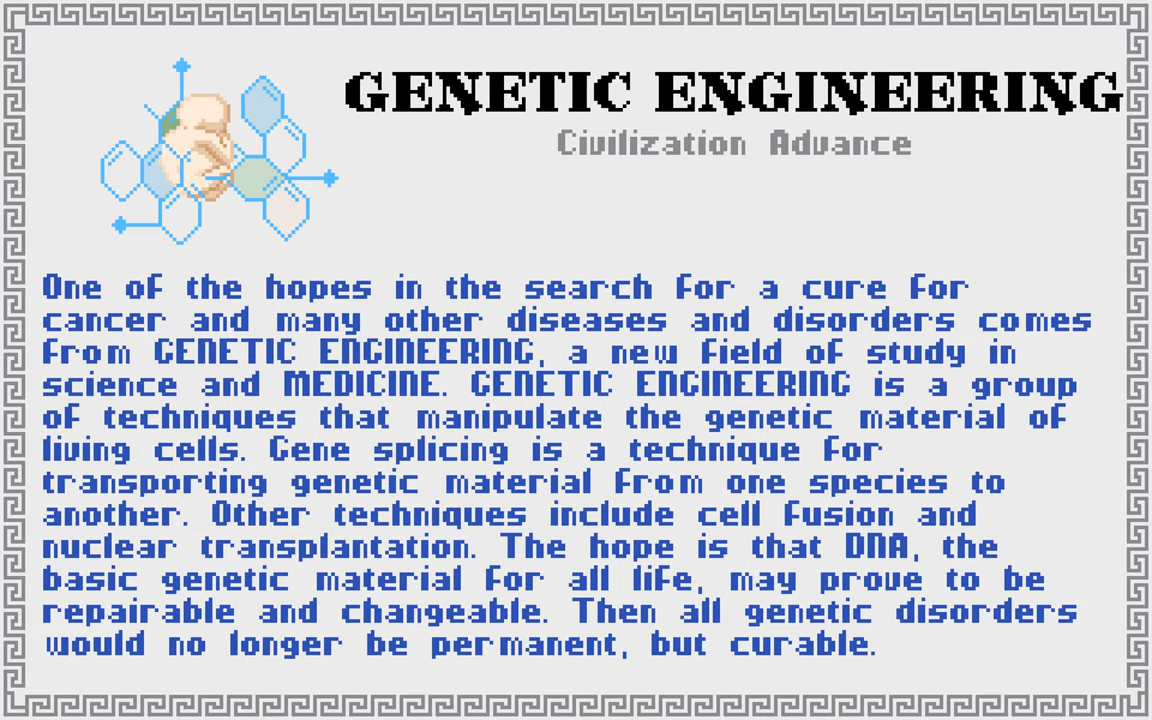 GENETIC ENGINEERING
Civilization Advance
One of the hopes in the search for a cure for
cancer and many other diseases and disorders comes
from GENETIC ENGINEERING, a new field of study in
science and MEDICINE. GENETIC ENGINEERING is a group
of techniques that manipulate the genetic material of
living cells. Gene splicing is a technique for
transporting genetic material from one species to
another. Other techniques include cell fusion and
nuclear transplantation. The hope is that DNA, the
basic genetic material for all life, may prove to be
repairable and changeable. Then all genetic disorders
would no longer be permanent, but curable.